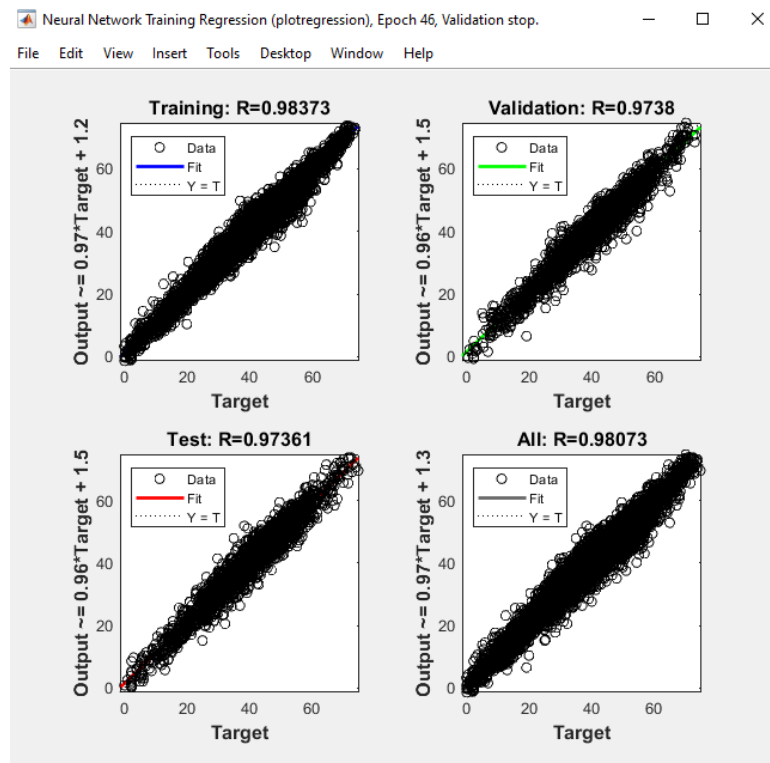 Neural Network Training Regression (plotregression), Epoch 46, Validation stop.
File Edit View Insert Tools Desktop Window Help
Training: R=0.98373
Output ~= 0.97*Target + 1.2
Data
Fit
Y = T
60
40
20
0
0 20 40 60
Target
Validation: R=0.9738
Output ~= 0.96*Target + 1.5
Data
Fit
Y = T
60
40
20
0
0 20 40 60
Target
Test: R=0.97361
Output ~= 0.96*Target + 1.5
Data
Fit
Y = T
60
40
20
0
0 20 40 60
Target
All: R=0.98073
Output ~= 0.97*Target + 1.3
Data
Fit
Y = T
60
40
20
0
0 20 40 60
Target